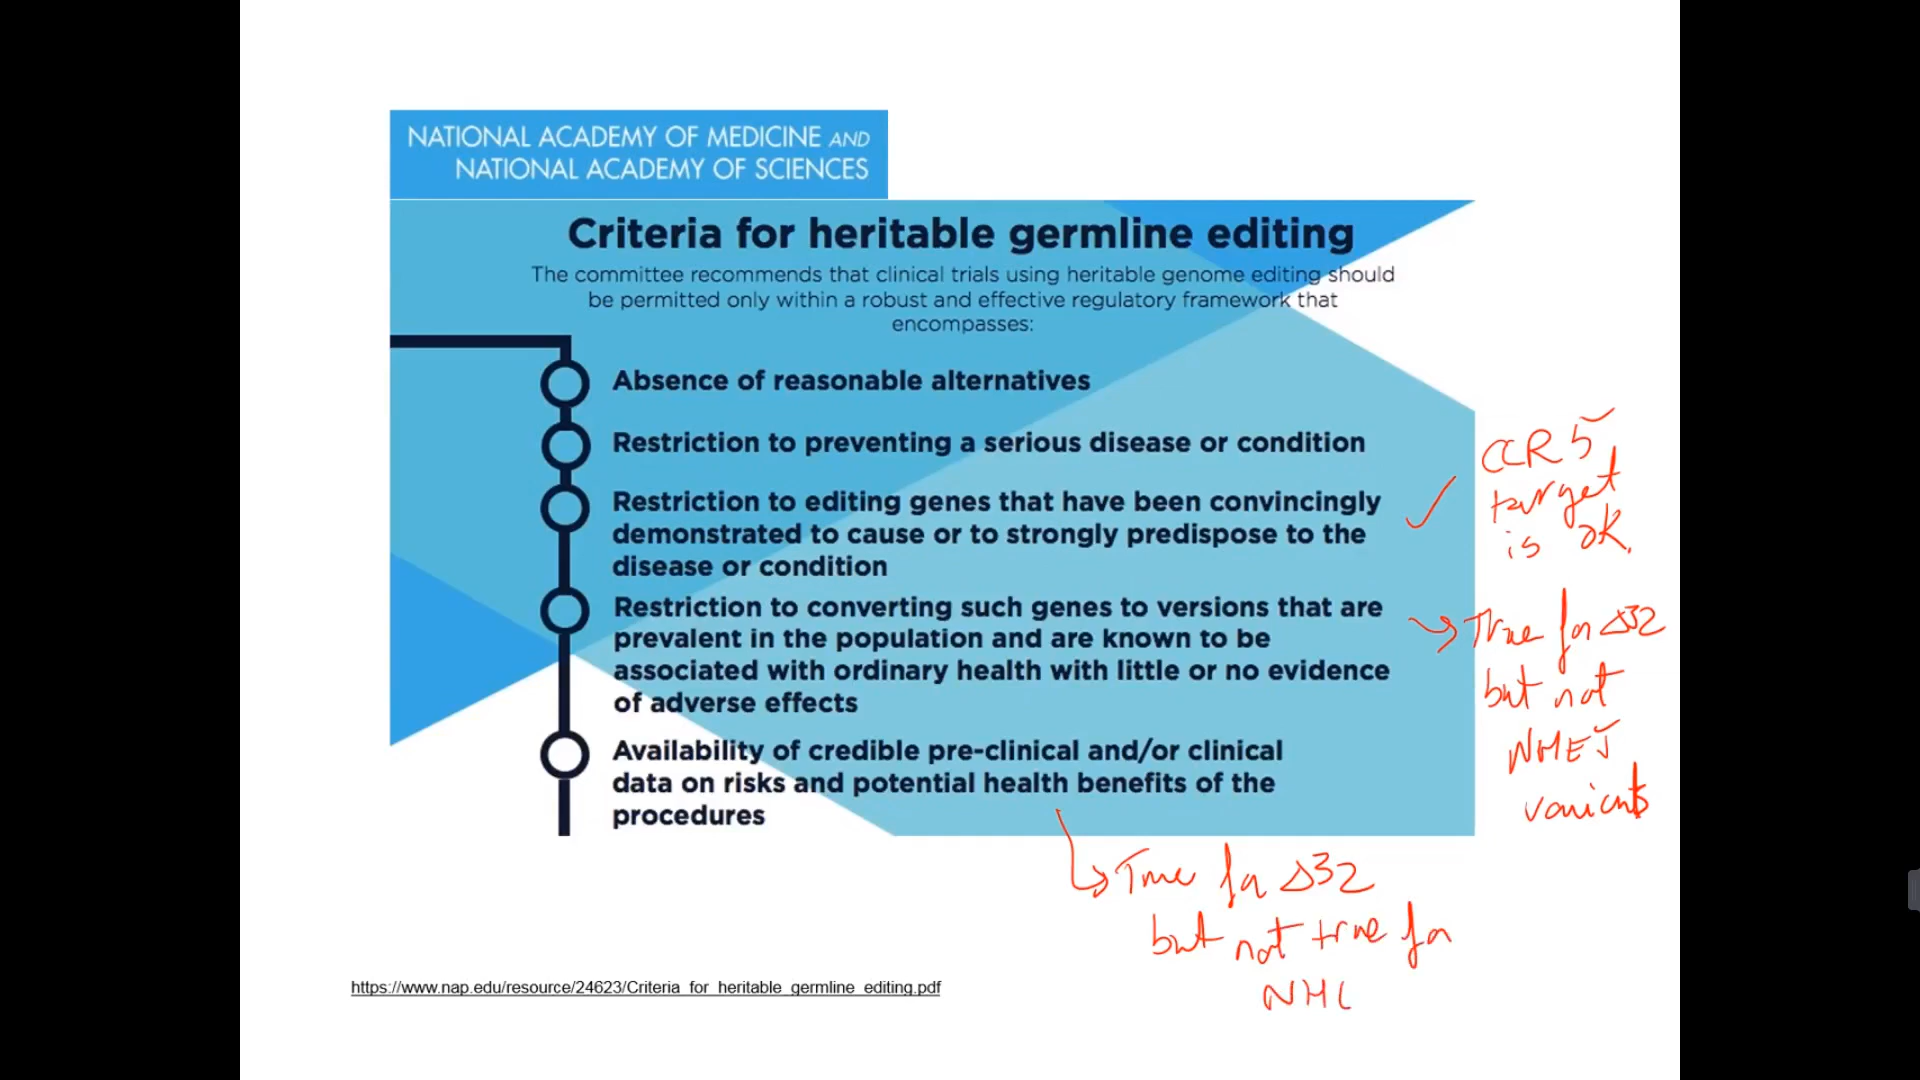 NATIONAL ACADEMY OF MEDICINE AND
NATIONAL ACADEMY OF SCIENCES
Criteria for heritable germline editing
The committee recommends that clinical trials using heritable genome editing should
be permitted only within a robust and effective regulatory framework that
encompasses:
Absence of reasonable alternatives
Restriction to preventing a serious disease or condition
Restriction to editing genes that have been convincingly
demonstrated to cause or to strongly predispose to the
disease or condition
Restriction to converting such genes to versions that are
prevalent in the population and are known to be
associated with ordinary health with little or no evidence
of adverse effects
Availability of credible pre-clinical and/or clinical
data on risks and potential health benefits of the
procedures
CCR5
target
is ok.
True for Δ32
but not
NHEJ
variants
True for Δ32
but not true for
NH
https://www.nap.edu/resource/24623/Criteria_for_heritable_germline_editing.pdf